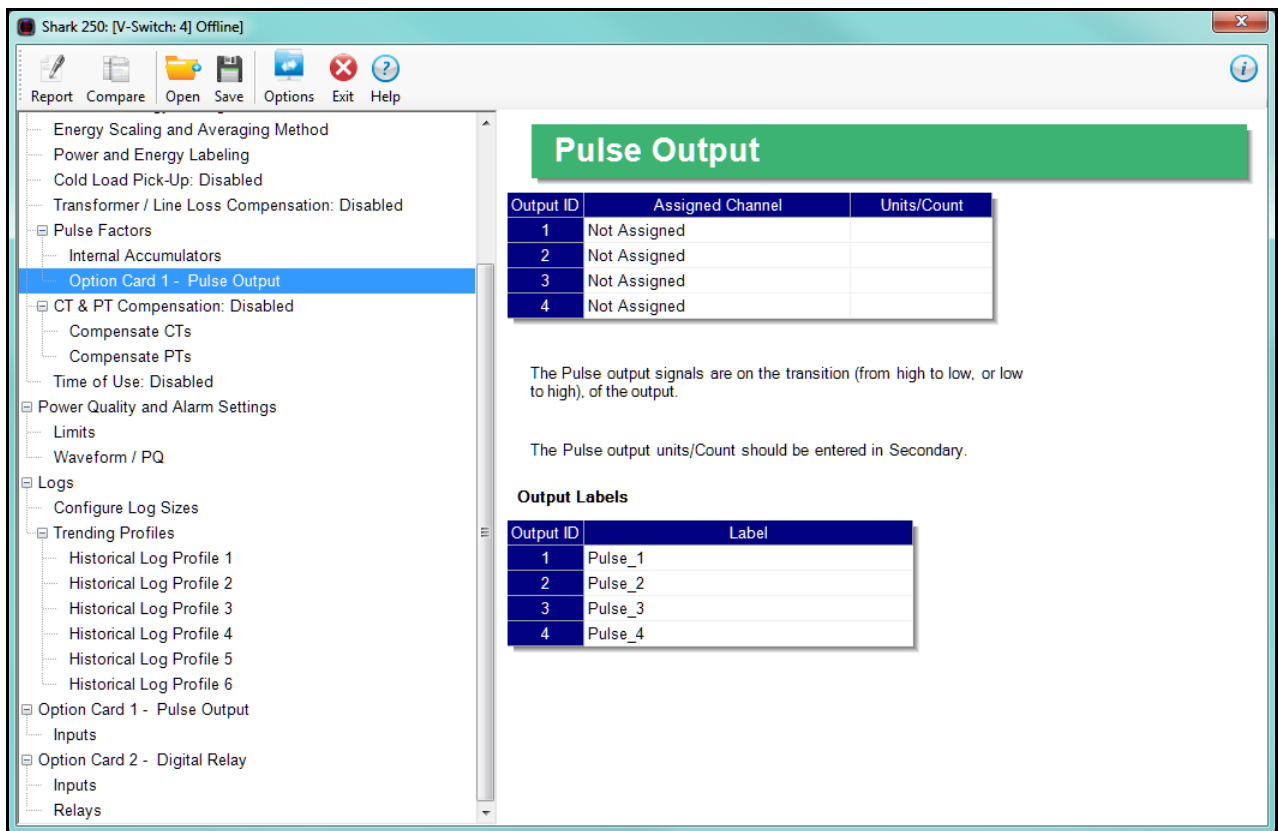 Shark 250: [V-Switch: 4] Offline]
Report Compare Open Save Options Exit Help
Energy Scaling and Averaging Method
Power and Energy Labeling
Cold Load Pick-Up: Disabled
Transformer / Line Loss Compensation: Disabled
Pulse Factors
Internal Accumulators
Option Card 1 - Pulse Output
CT & PT Compensation: Disabled
Compensate CTs
Compensate PTs
Time of Use: Disabled
Power Quality and Alarm Settings
Limits
Waveform / PQ
Logs
Configure Log Sizes
Trending Profiles
Historical Log Profile 1
Historical Log Profile 2
Historical Log Profile 3
Historical Log Profile 4
Historical Log Profile 5
Historical Log Profile 6
Option Card 1 - Pulse Output
Inputs
Option Card 2 - Digital Relay
Inputs
Relays
Pulse Output
Output ID Assigned Channel Units/Count
1 Not Assigned
2 Not Assigned
3 Not Assigned
4 Not Assigned
The Pulse output signals are on the transition (from high to low, or low
to high), of the output.
The Pulse output units/Count should be entered in Secondary.
Output Labels
Output ID Label
1 Pulse_1
2 Pulse_2
3 Pulse_3
4 Pulse_4